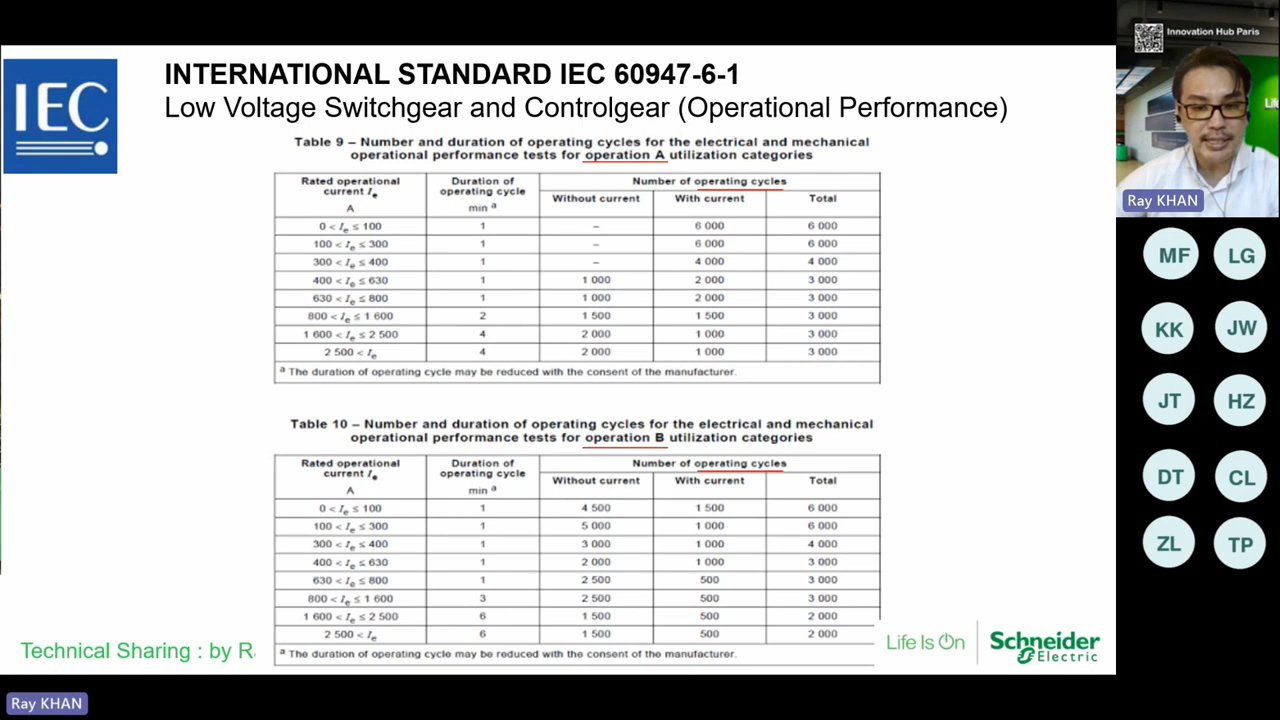 IEC
INTERNATIONAL STANDARD IEC 60947-6-1
Low Voltage Switchgear and Controlgear (Operational Performance)
Table 9 – Number and duration of operating cycles for the electrical and mechanical
operational performance tests for operation A utilization categories
Rated operational current Ie A | Duration of operating cycle min a | Number of operating cycles
Without current | With current | Total
0 < Ie ≤ 100 | 1 | – | 6 000 | 6 000
100 < Ie ≤ 300 | 1 | – | 6 000 | 6 000
300 < Ie ≤ 400 | 1 | – | 4 000 | 4 000
400 < Ie ≤ 630 | 1 | 1 000 | 2 000 | 3 000
630 < Ie ≤ 800 | 1 | 1 000 | 2 000 | 3 000
800 < Ie ≤ 1 600 | 2 | 1 500 | 1 500 | 3 000
1 600 < Ie ≤ 2 500 | 4 | 2 000 | 1 000 | 3 000
2 500 < Ie | 4 | 2 000 | 1 000 | 3 000
a The duration of operating cycle may be reduced with the consent of the manufacturer.
Table 10 – Number and duration of operating cycles for the electrical and mechanical
operational performance tests for operation B utilization categories
Rated operational current Ie A | Duration of operating cycle min a | Number of operating cycles
Without current | With current | Total
0 < Ie ≤ 100 | 1 | 4 500 | 1 500 | 6 000
100 < Ie ≤ 300 | 1 | 5 000 | 1 000 | 6 000
300 < Ie ≤ 400 | 1 | 3 000 | 1 000 | 4 000
400 < Ie ≤ 630 | 1 | 2 000 | 1 000 | 3 000
630 < Ie ≤ 800 | 1 | 2 500 | 500 | 3 000
800 < Ie ≤ 1 600 | 3 | 2 500 | 500 | 3 000
1 600 < Ie ≤ 2 500 | 6 | 1 500 | 500 | 2 000
2 500 < Ie | 6 | 1 500 | 500 | 2 000
a The duration of operating cycle may be reduced with the consent of the manufacturer.
Technical Sharing : by R
Life Is On
Schneider
Electric
Innovation Hub Paris
Ray KHAN
MF
LG
KK
JW
JT
HZ
DT
CL
ZL
TP
Ray KHAN